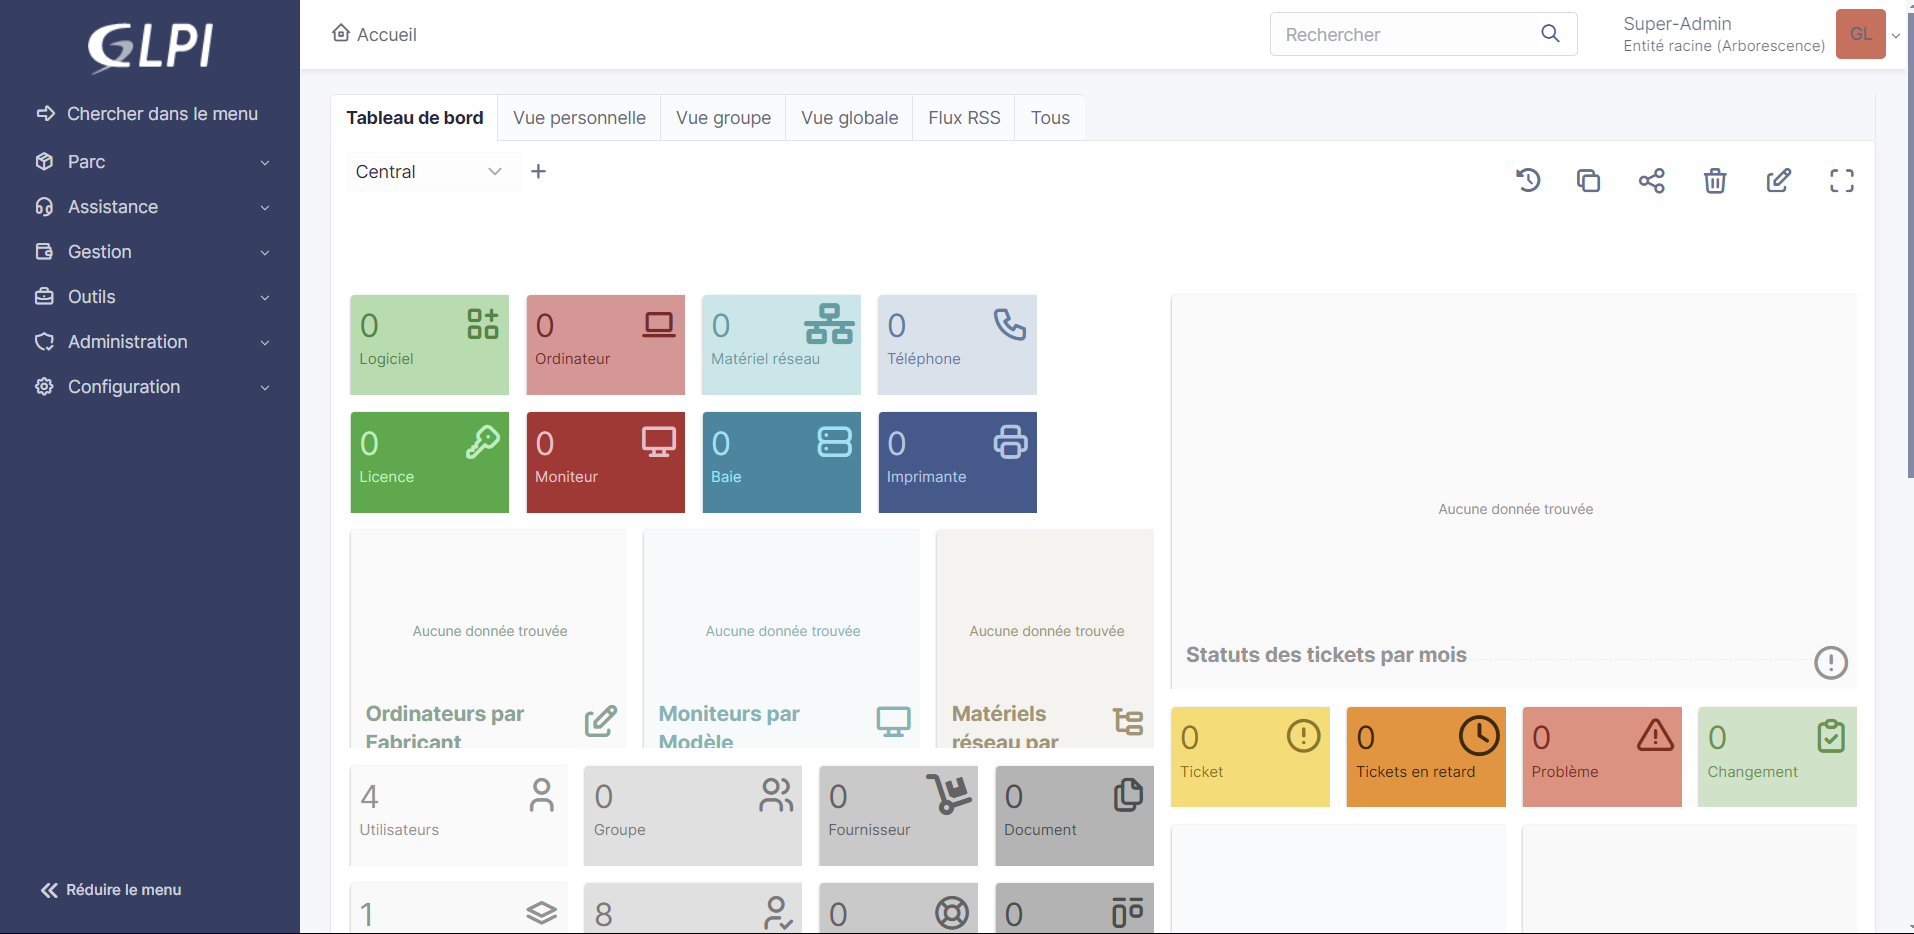 GLPI
Chercher dans le menu
Parc
Assistance
Gestion
Outils
Administration
Configuration
Réduire le menu
Accueil
Rechercher
Super-Admin
Entité racine (Arborescence)
GL
Tableau de bord
Vue personnelle
Vue groupe
Vue globale
Flux RSS
Tous
Central
0
Logiciel
0
Ordinateur
0
Matériel réseau
0
Téléphone
0
Licence
0
Moniteur
0
Baie
0
Imprimante
Aucune donnée trouvée
Statuts des tickets par mois
Aucune donnée trouvée
Ordinateurs par
Fabricant
Aucune donnée trouvée
Moniteurs par
Modèle
Aucune donnée trouvée
Matériels
réseau par
0
Ticket
0
Tickets en retard
0
Problème
0
Changement
4
Utilisateurs
0
Groupe
0
Fournisseur
0
Document
1
8
0
0